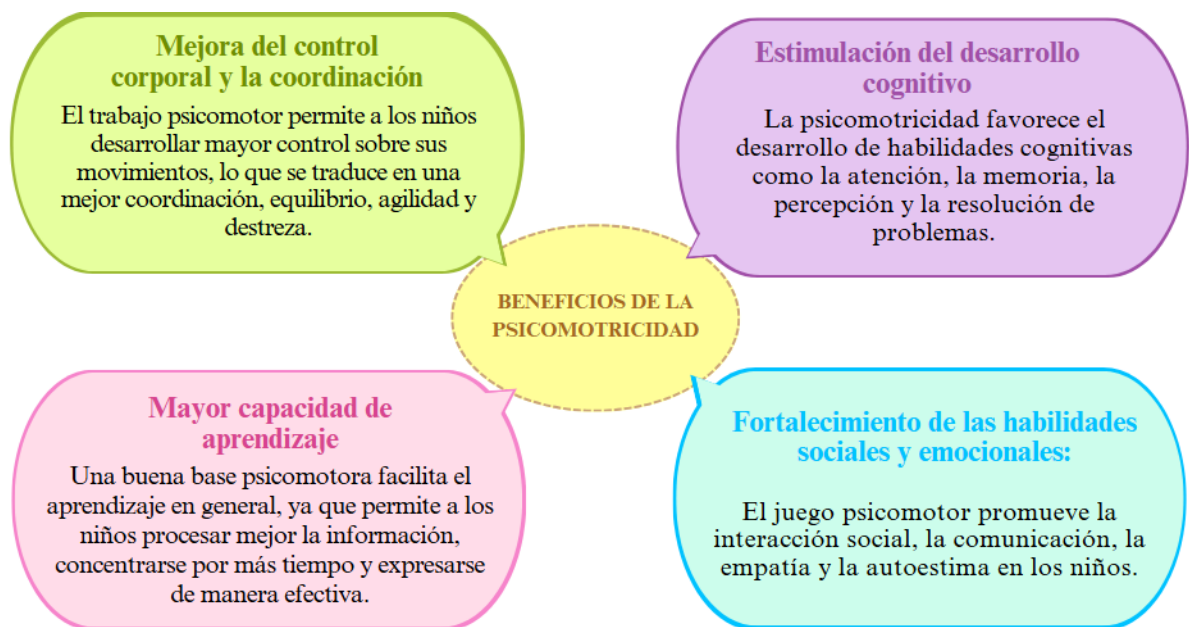 Mejora del control
corporal y la coordinación
El trabajo psicomotor permite a los niños
desarrollar mayor control sobre sus
movimientos, lo que se traduce en una
mejor coordinación, equilibrio, agilidad y
destreza.
Estimulación del desarrollo
cognitivo
La psicomotricidad favorece el
desarrollo de habilidades cognitivas
como la atención, la memoria, la
percepción y la resolución de
problemas.
BENEFICIOS DE LA
PSICOMOTRICIDAD
Mayor capacidad de
aprendizaje
Una buena base psicomotora facilita el
aprendizaje en general, ya que permite a los
niños procesar mejor la información,
concentrarse por más tiempo y expresarse
de manera efectiva.
Fortalecimiento de las habilidades
sociales y emocionales:
El juego psicomotor promueve la
interacción social, la comunicación, la
empatía y la autoestima en los niños.